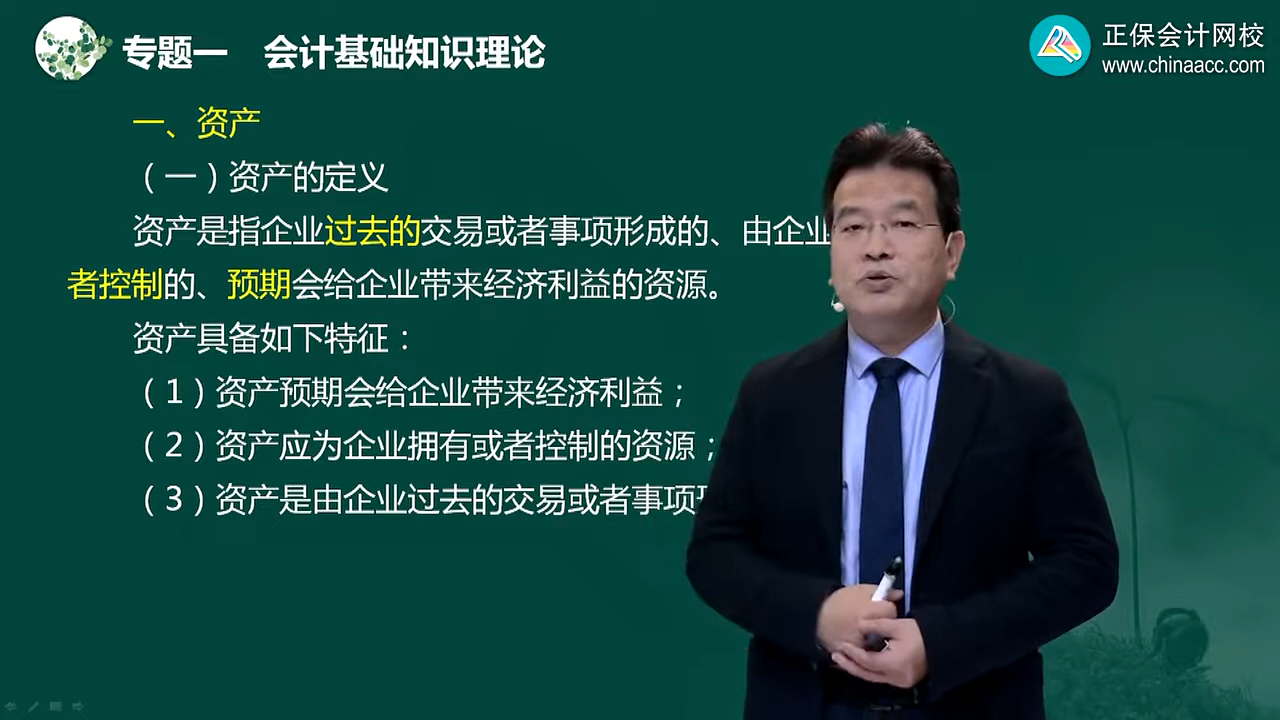 专题一 会计基础知识理论
正保会计网校
www.chinaacc.com
一、资产
（一）资产的定义
资产是指企业过去的交易或者事项形成的、由企业
者控制的、预期会给企业带来经济利益的资源。
资产具备如下特征：
（1）资产预期会给企业带来经济利益；
（2）资产应为企业拥有或者控制的资源；
（3）资产是由企业过去的交易或者事项